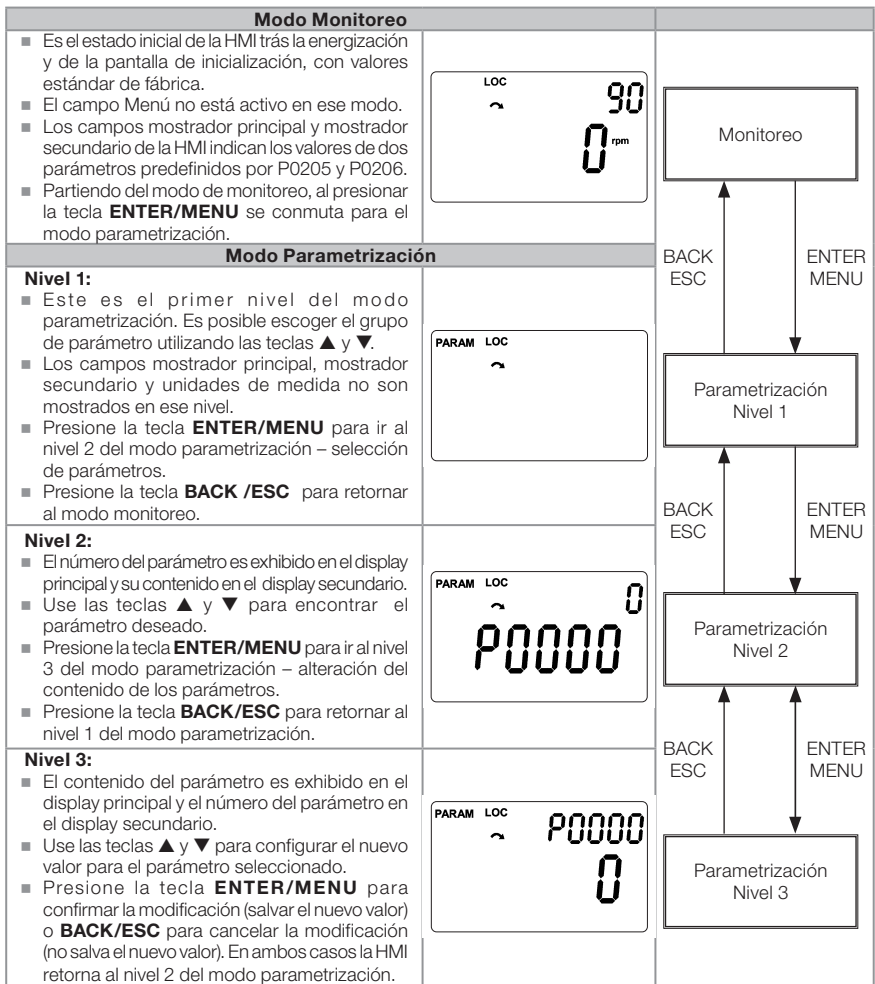 Modo Monitoreo
■ Es el estado inicial de la HMI trás la energización
y de la pantalla de inicialización, con valores
estándar de fábrica.
■ El campo Menú no está activo en ese modo.
■ Los campos mostrador principal y mostrador
secundario de la HMI indican los valores de dos
parámetros predefinidos por P0205 y P0206.
■ Partiendo del modo de monitoreo, al presionar
la tecla ENTER/MENU se conmuta para el
modo parametrización.
LOC
90
0 rpm
Monitoreo
BACK
ESC
ENTER
MENU
Modo Parametrización
Nivel 1:
■ Este es el primer nivel del modo
parametrización. Es posible escoger el grupo
de parámetro utilizando las teclas ▲ y ▼.
■ Los campos mostrador principal, mostrador
secundario y unidades de medida no son
mostrados en ese nivel.
■ Presione la tecla ENTER/MENU para ir al
nivel 2 del modo parametrización – selección
de parámetros.
■ Presione la tecla BACK /ESC para retornar
al modo monitoreo.
PARAM LOC
Parametrización
Nivel 1
BACK
ESC
ENTER
MENU
Nivel 2:
■ El número del parámetro es exhibido en el display
principal y su contenido en el display secundario.
■ Use las teclas ▲ y ▼ para encontrar el
parámetro deseado.
■ Presione la tecla ENTER/MENU para ir al nivel
3 del modo parametrización – alteración del
contenido de los parámetros.
■ Presione la tecla BACK/ESC para retornar al
nivel 1 del modo parametrización.
PARAM LOC
0
P0000
Parametrización
Nivel 2
BACK
ESC
ENTER
MENU
Nivel 3:
■ El contenido del parámetro es exhibido en el
display principal y el número del parámetro en
el display secundario.
■ Use las teclas ▲ y ▼ para configurar el nuevo
valor para el parámetro seleccionado.
■ Presione la tecla ENTER/MENU para
confirmar la modificación (salvar el nuevo valor)
o BACK/ESC para cancelar la modificación
(no salva el nuevo valor). En ambos casos la HMI
retorna al nivel 2 del modo parametrización.
PARAM LOC
P0000
0
Parametrización
Nivel 3